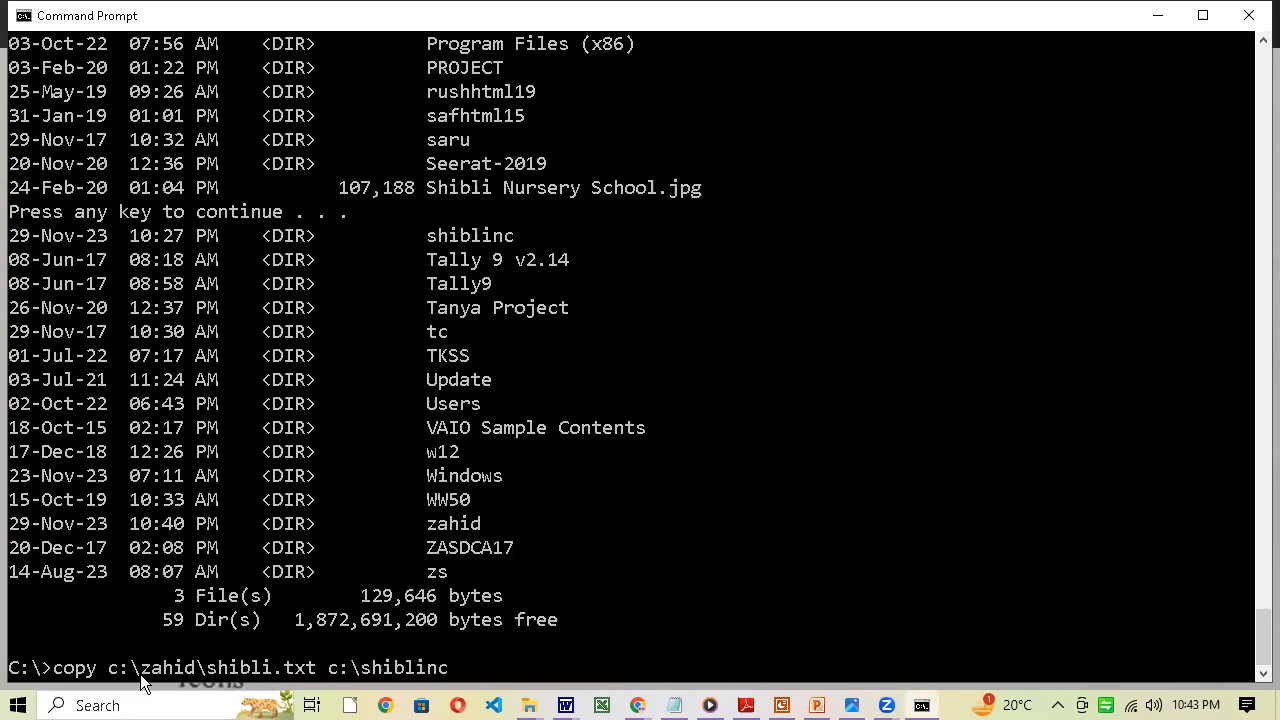 Command Prompt
03-Oct-22  07:56 AM    <DIR>          Program Files (x86)
03-Feb-20  01:22 PM    <DIR>          PROJECT
25-May-19  09:26 AM    <DIR>          rushhtml19
31-Jan-19  01:01 PM    <DIR>          safhtml15
29-Nov-17  10:32 AM    <DIR>          saru
20-Nov-20  12:36 PM    <DIR>          Seerat-2019
24-Feb-20  01:04 PM           107,188 Shibli Nursery School.jpg
Press any key to continue . . .
29-Nov-23  10:27 PM    <DIR>          shiblinc
08-Jun-17  08:18 AM    <DIR>          Tally 9 v2.14
08-Jun-17  08:58 AM    <DIR>          Tally9
26-Nov-20  12:37 PM    <DIR>          Tanya Project
29-Nov-17  10:30 AM    <DIR>          tc
01-Jul-22  07:17 AM    <DIR>          TKSS
03-Jul-21  11:24 AM    <DIR>          Update
02-Oct-22  06:43 PM    <DIR>          Users
18-Oct-15  02:17 PM    <DIR>          VAIO Sample Contents
17-Dec-18  12:26 PM    <DIR>          w12
23-Nov-23  07:11 AM    <DIR>          Windows
15-Oct-19  10:33 AM    <DIR>          WW50
29-Nov-23  10:40 PM    <DIR>          zahid
20-Dec-17  02:08 PM    <DIR>          ZASDCA17
14-Aug-23  08:07 AM    <DIR>          zs
3 File(s)        129,646 bytes
59 Dir(s)   1,872,691,200 bytes free
C:\>copy c:\zahid\shibli.txt c:\shiblinc
Search
1
20°C
10:43 PM